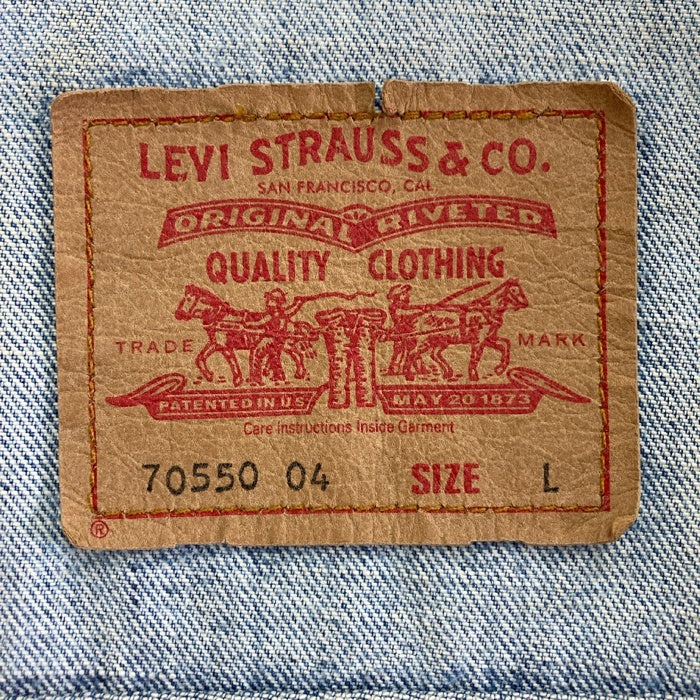 LEVI STRAUSS & CO.
SAN FRANCISCO, CAL
ORIGINAL RIVETED
QUALITY CLOTHING
TRADE MARK
PATENTED IN U S MAY 20 1873
Care Instructions Inside Garment
70550 04 SIZE L
®